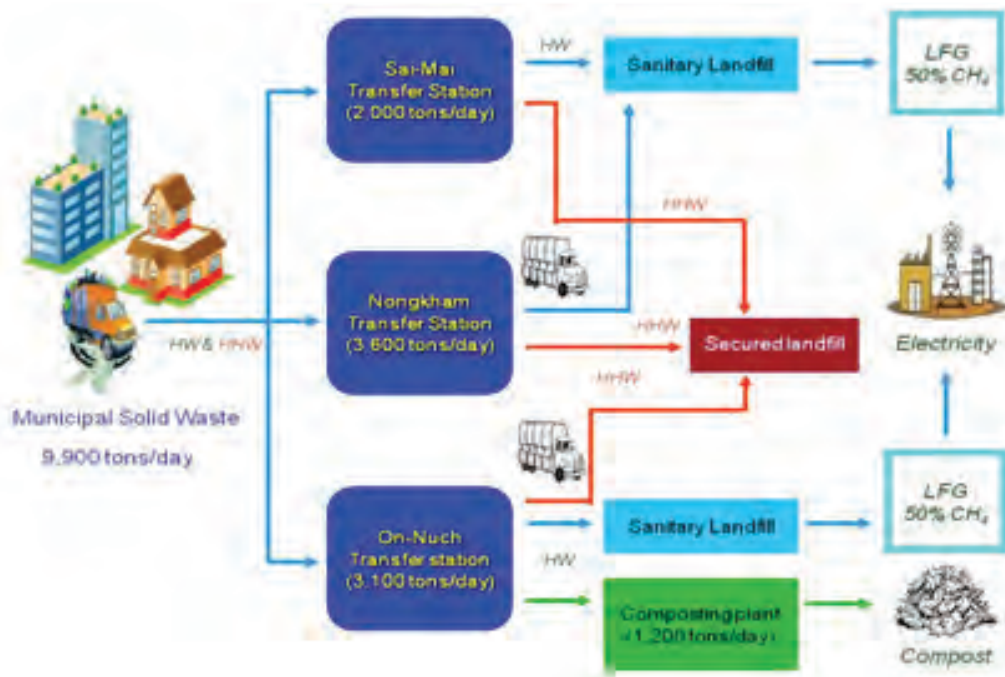 Sai-Mai
Transfer Station
(2,000 tons/day)
HW
Sanitary Landfill
LFG
50% CH₄
HHW
Nongkham
Transfer Station
(3,600 tons/day)
HW & HHW
HHW
Secured landfill
Electricity
HHW
Municipal Solid Waste
9,900 tons/day
On-Nuch
Transfer station
(3,100 tons/day)
Sanitary Landfill
LFG
50% CH₄
HW
Composting plant
(1,200 tons/day)
Compost